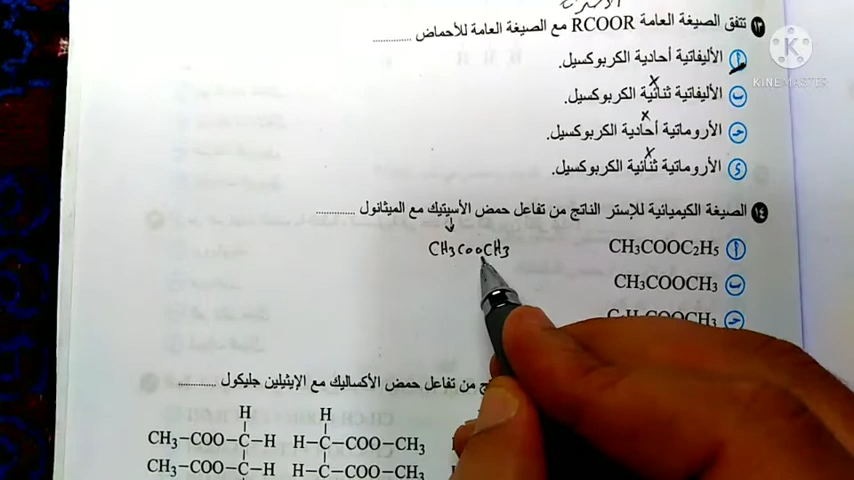 ١٣ تتفق الصيغة العامة RCOOR مع الصيغة العامة للأحماض ............
أ الأليفاتية أحادية الكربوكسيل.
ب الأليفاتية ثنائية الكربوكسيل.
جـ الأروماتية أحادية الكربوكسيل.
د الأروماتية ثنائية الكربوكسيل.
K
KINEMASTER
١٤ الصيغة الكيميائية للإستر الناتج من تفاعل حمض الأسيتيك مع الميثانول ............
CH3COOCH3
أ CH3COOC2H5
ب CH3COOCH3
جـ
من تفاعل حمض الأكساليك مع الإيثيلين جليكول ............
H H
CH3−COO−C−H H−C−COO−CH3
CH3−COO−C−H H−C−COO−CH3